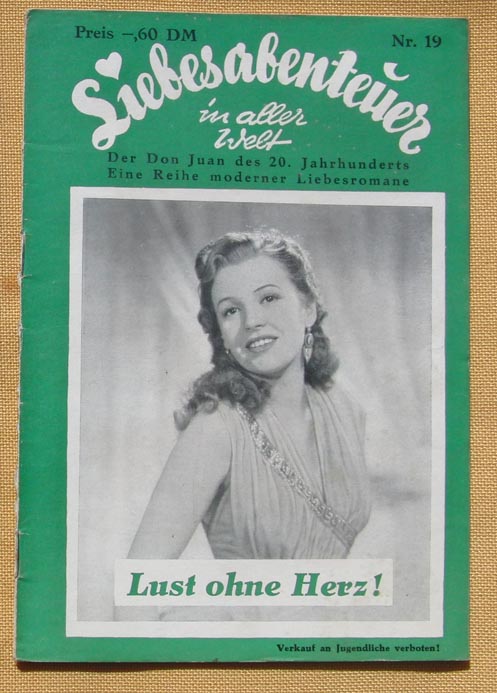 Preis -,60 DM
Nr. 19
Liebesabenteuer
in aller
Welt
Der Don Juan des 20. Jahrhunderts
Eine Reihe moderner Liebesromane
Lust ohne Herz!
Verkauf an Jugendliche verboten!